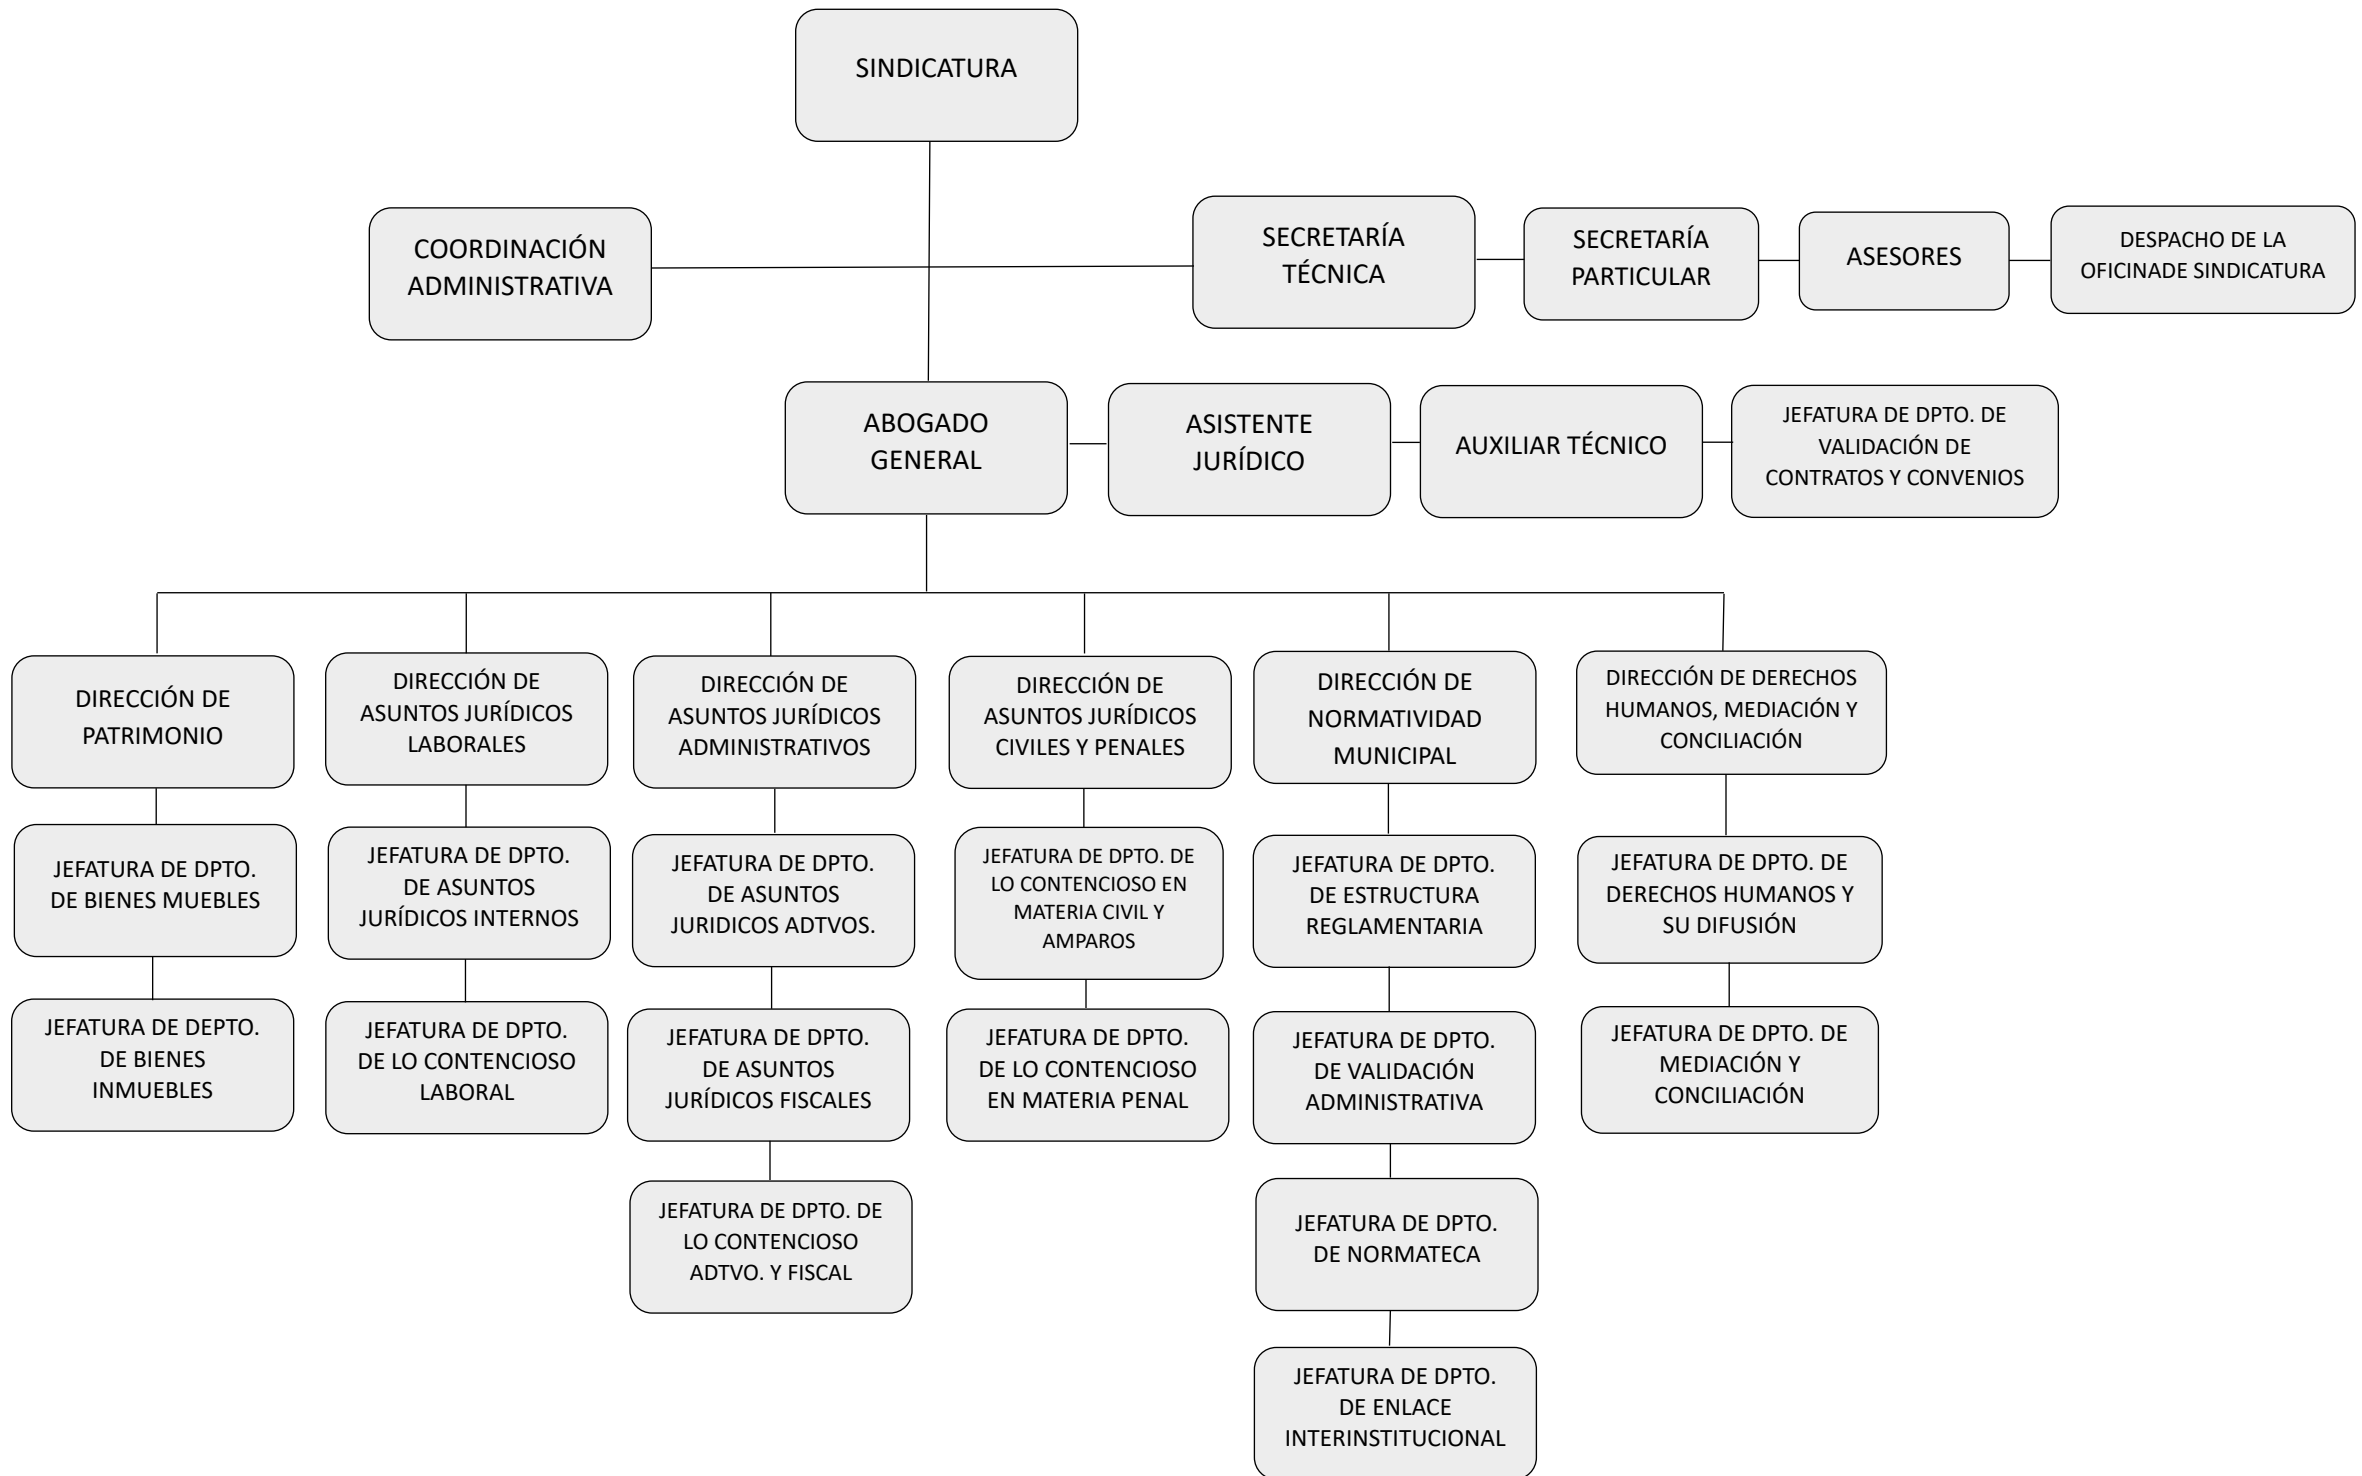 SINDICATURA
COORDINACIÓN
ADMINISTRATIVA
SECRETARÍA
TÉCNICA
SECRETARÍA
PARTICULAR
ASESORES
DESPACHO DE LA
OFICINADE SINDICATURA
ABOGADO
GENERAL
ASISTENTE
JURÍDICO
AUXILIAR TÉCNICO
JEFATURA DE DPTO. DE
VALIDACIÓN DE
CONTRATOS Y CONVENIOS
DIRECCIÓN DE
PATRIMONIO
DIRECCIÓN DE
ASUNTOS JURÍDICOS
LABORALES
DIRECCIÓN DE
ASUNTOS JURÍDICOS
ADMINISTRATIVOS
DIRECCIÓN DE
ASUNTOS JURÍDICOS
CIVILES Y PENALES
DIRECCIÓN DE
NORMATIVIDAD
MUNICIPAL
DIRECCIÓN DE DERECHOS
HUMANOS, MEDIACIÓN Y
CONCILIACIÓN
JEFATURA DE DPTO.
DE BIENES MUEBLES
JEFATURA DE DPTO.
DE ASUNTOS
JURÍDICOS INTERNOS
JEFATURA DE DPTO.
DE ASUNTOS
JURIDICOS ADTVOS.
JEFATURA DE DPTO. DE
LO CONTENCIOSO EN
MATERIA CIVIL Y
AMPAROS
JEFATURA DE DPTO.
DE ESTRUCTURA
REGLAMENTARIA
JEFATURA DE DPTO. DE
DERECHOS HUMANOS Y
SU DIFUSIÓN
JEFATURA DE DEPTO.
DE BIENES
INMUEBLES
JEFATURA DE DPTO.
DE LO CONTENCIOSO
LABORAL
JEFATURA DE DPTO.
DE ASUNTOS
JURÍDICOS FISCALES
JEFATURA DE DPTO.
DE LO CONTENCIOSO
EN MATERIA PENAL
JEFATURA DE DPTO.
DE VALIDACIÓN
ADMINISTRATIVA
JEFATURA DE DPTO. DE
MEDIACIÓN Y
CONCILIACIÓN
JEFATURA DE DPTO. DE
LO CONTENCIOSO
ADTVO. Y FISCAL
JEFATURA DE DPTO.
DE NORMATECA
JEFATURA DE DPTO.
DE ENLACE
INTERINSTITUCIONAL